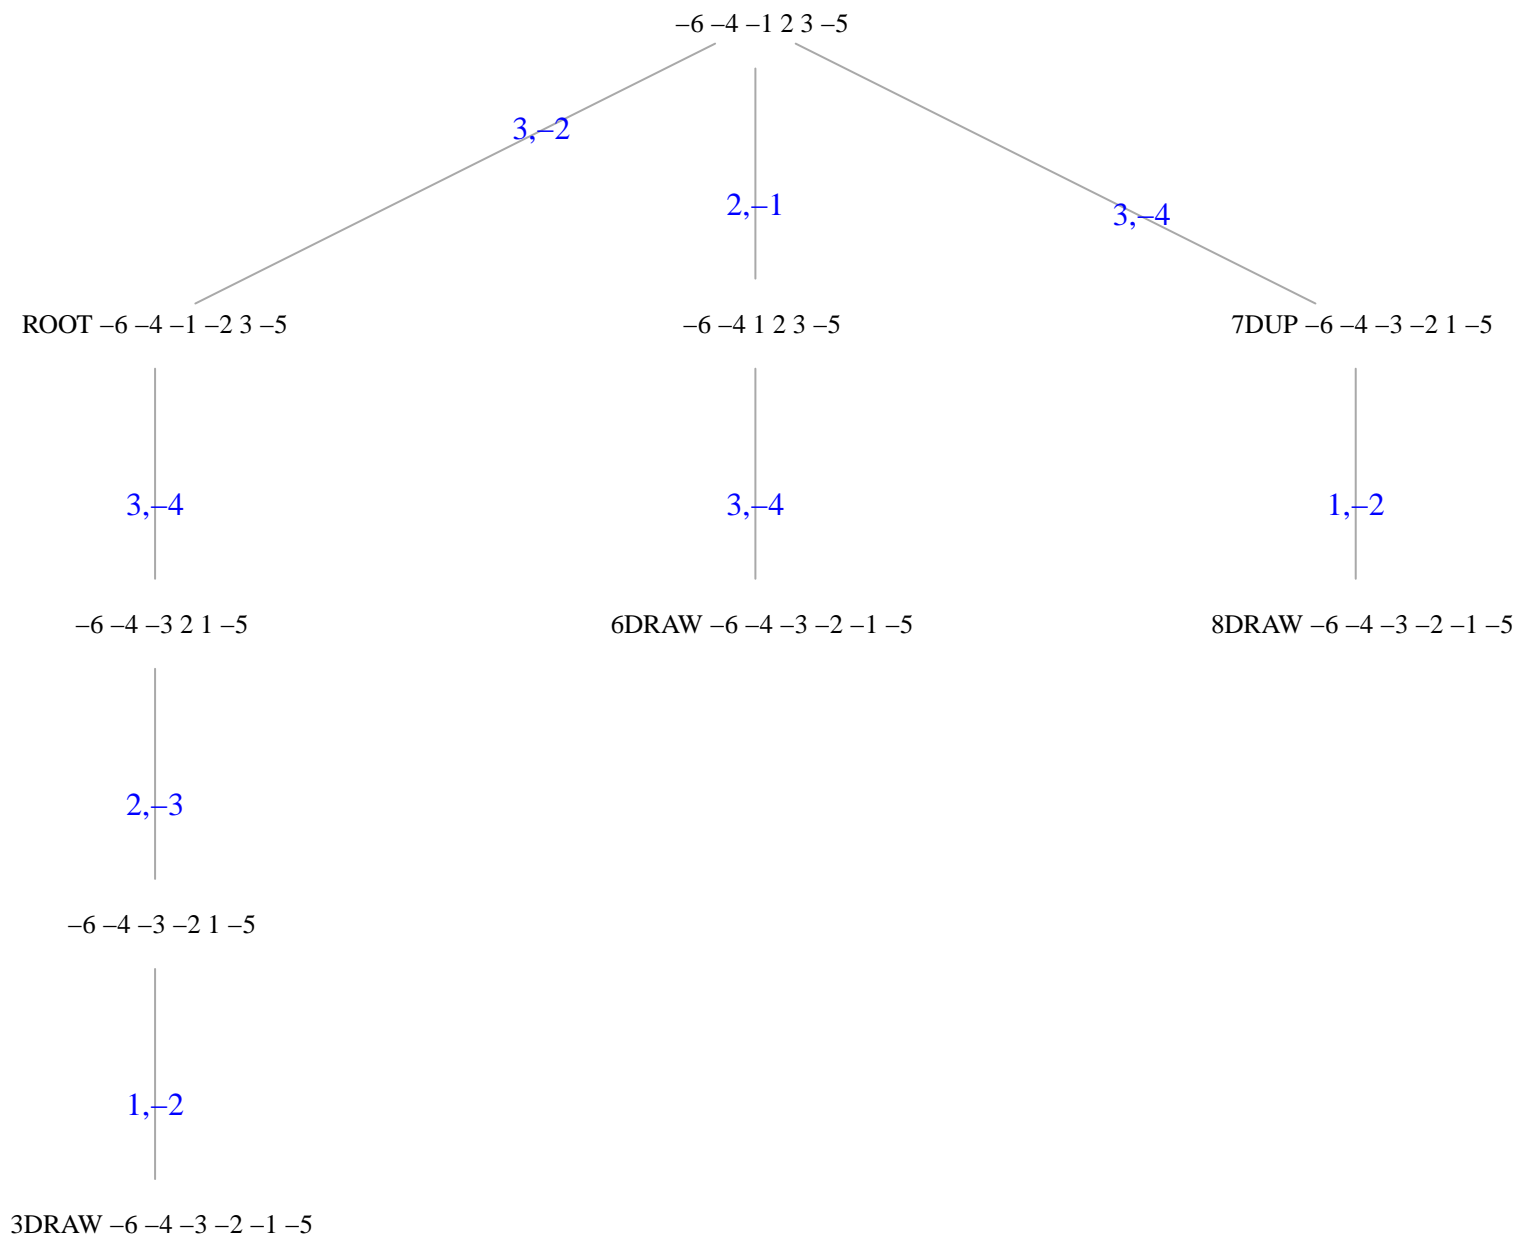 –6 –4 –1 2 3 –5
3,–2
2,–1
3,–4
ROOT –6 –4 –1 –2 3 –5
–6 –4 1 2 3 –5
7DUP –6 –4 –3 –2 1 –5
3,–4
3,–4
1,–2
–6 –4 –3 2 1 –5
6DRAW –6 –4 –3 –2 –1 –5
8DRAW –6 –4 –3 –2 –1 –5
2,–3
–6 –4 –3 –2 1 –5
1,–2
3DRAW –6 –4 –3 –2 –1 –5